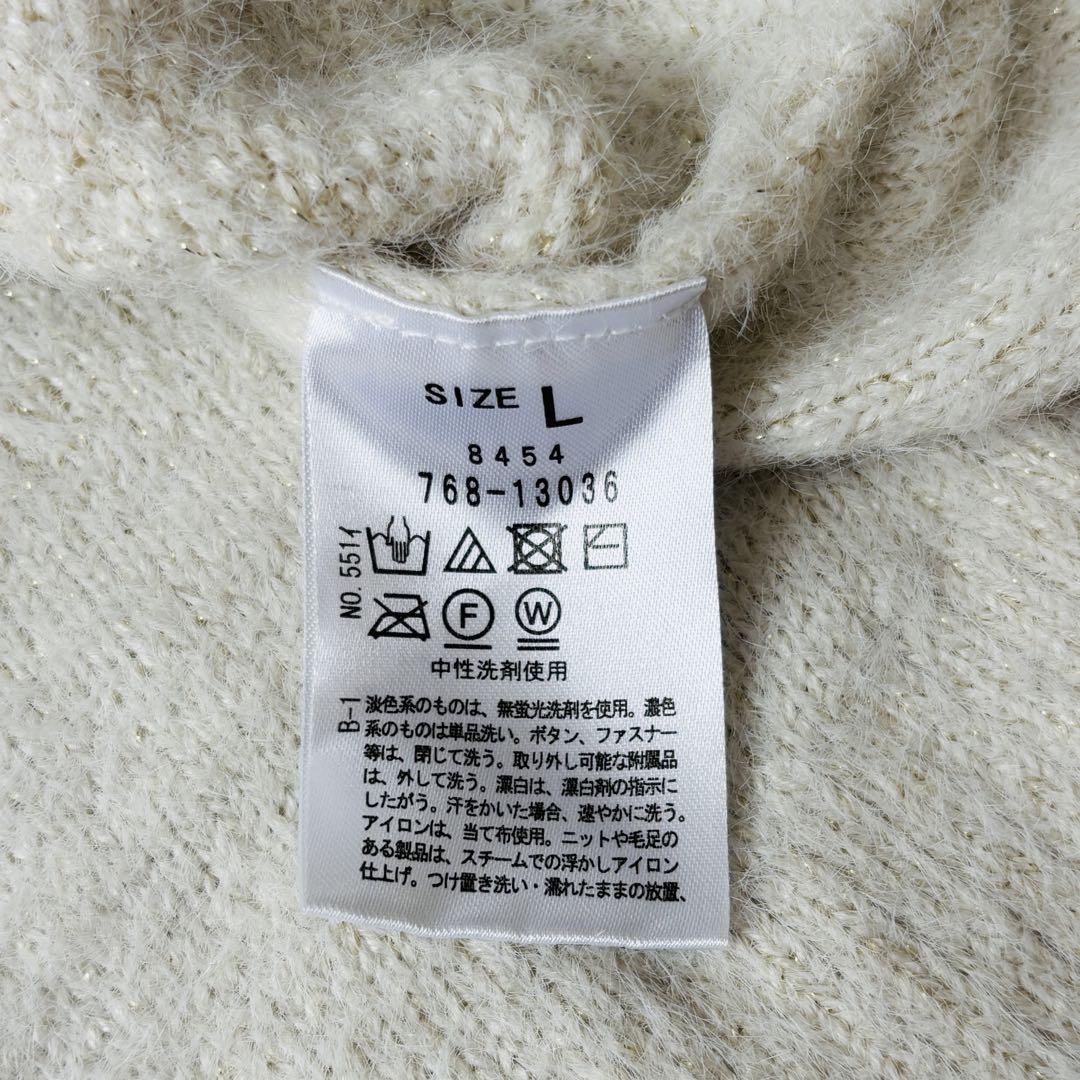 SIZE L
8454
768-13036
NO. 5514
F
W
中性洗剤使用
B-1
淡色系のものは、無蛍光洗剤を使用。濃色
系のものは単品洗い。ボタン、ファスナー
等は、閉じて洗う。取り外し可能な附属品
は、外して洗う。漂白は、漂白剤の指示に
したがう。汗をかいた場合、速やかに洗う。
アイロンは、当て布使用。ニットや毛足の
ある製品は、スチームでの浮かしアイロン
仕上げ。つけ置き洗い・濡れたままの放置、